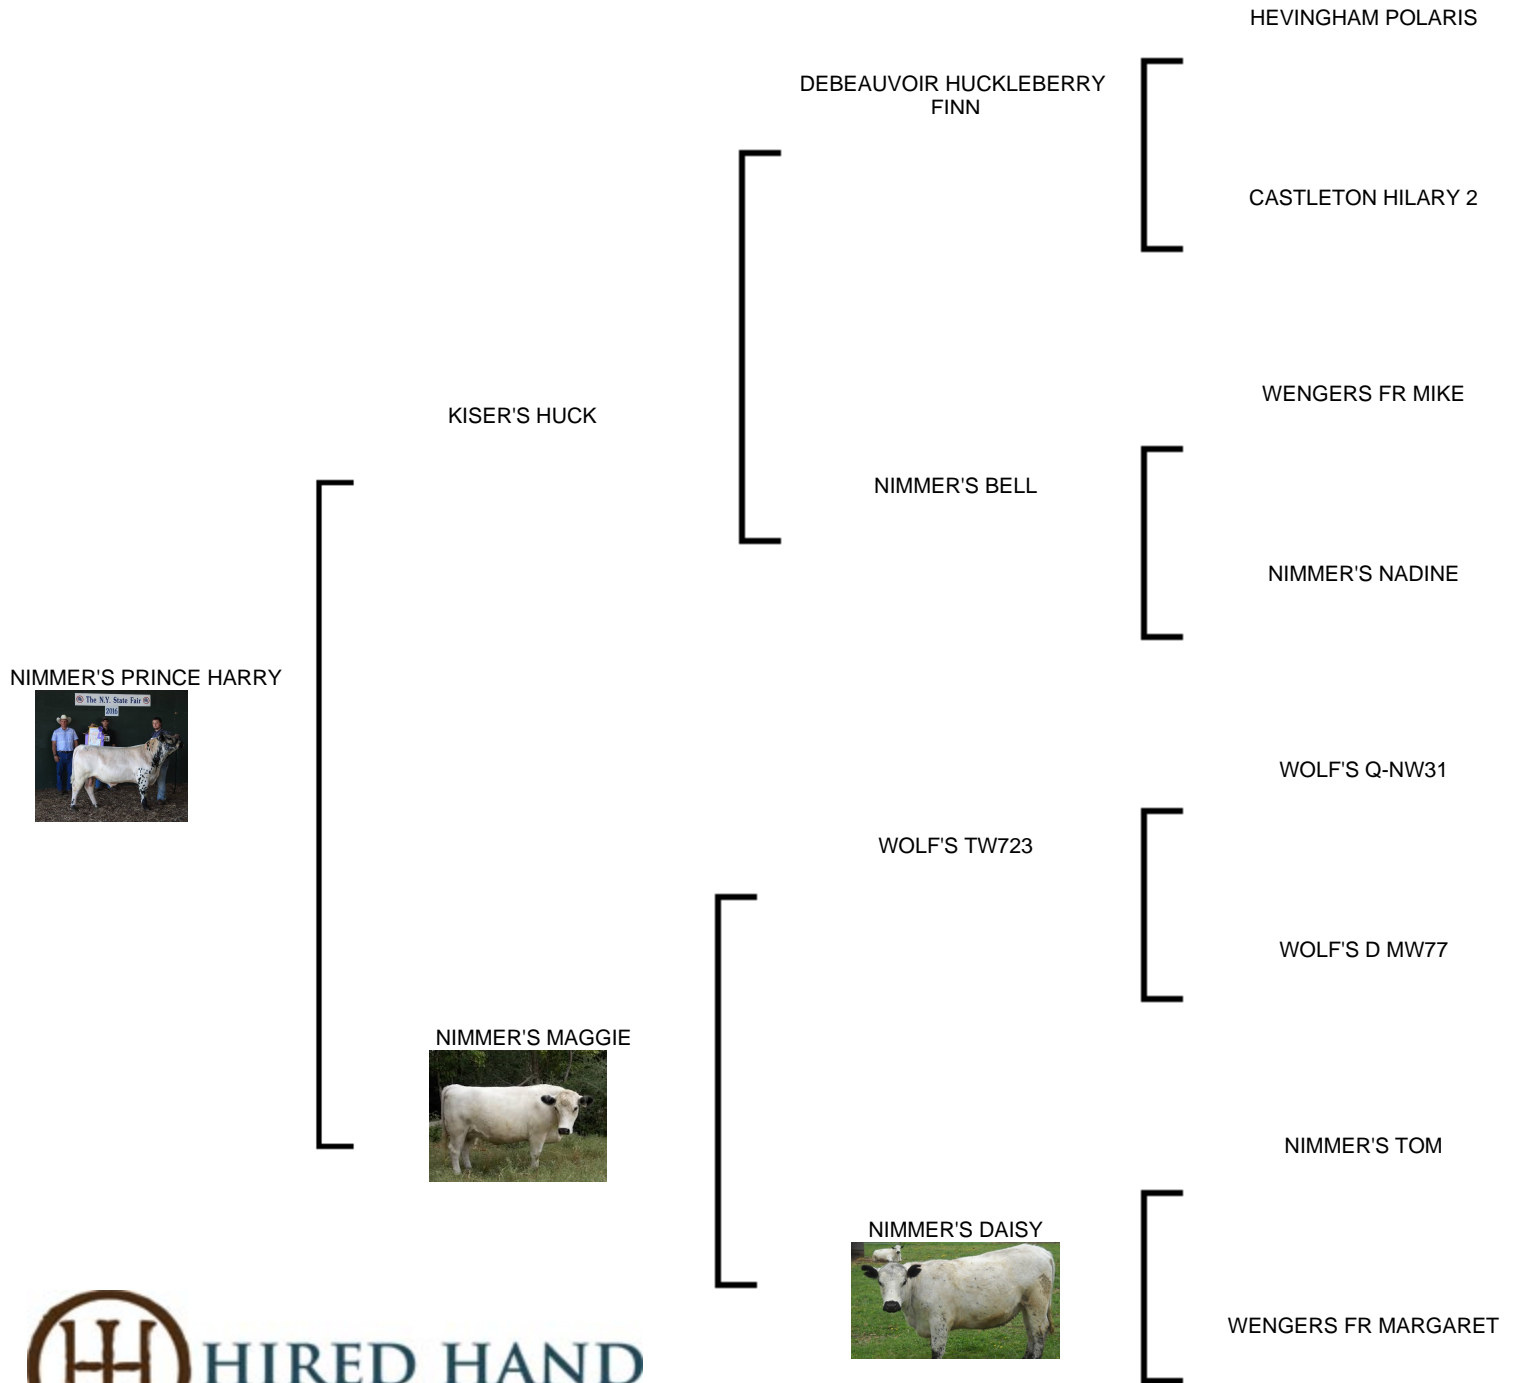 HEVINGHAM POLARIS
DEBEAUVOIR HUCKLEBERRY
FINN
CASTLETON HILARY 2
WENGERS FR MIKE
KISER'S HUCK
NIMMER'S BELL
NIMMER'S NADINE
NIMMER'S PRINCE HARRY
The N.Y. State Fair
2016
WOLF'S Q-NW31
WOLF'S TW723
WOLF'S D MW77
NIMMER'S MAGGIE
NIMMER'S TOM
NIMMER'S DAISY
WENGERS FR MARGARET
HIRED HAND